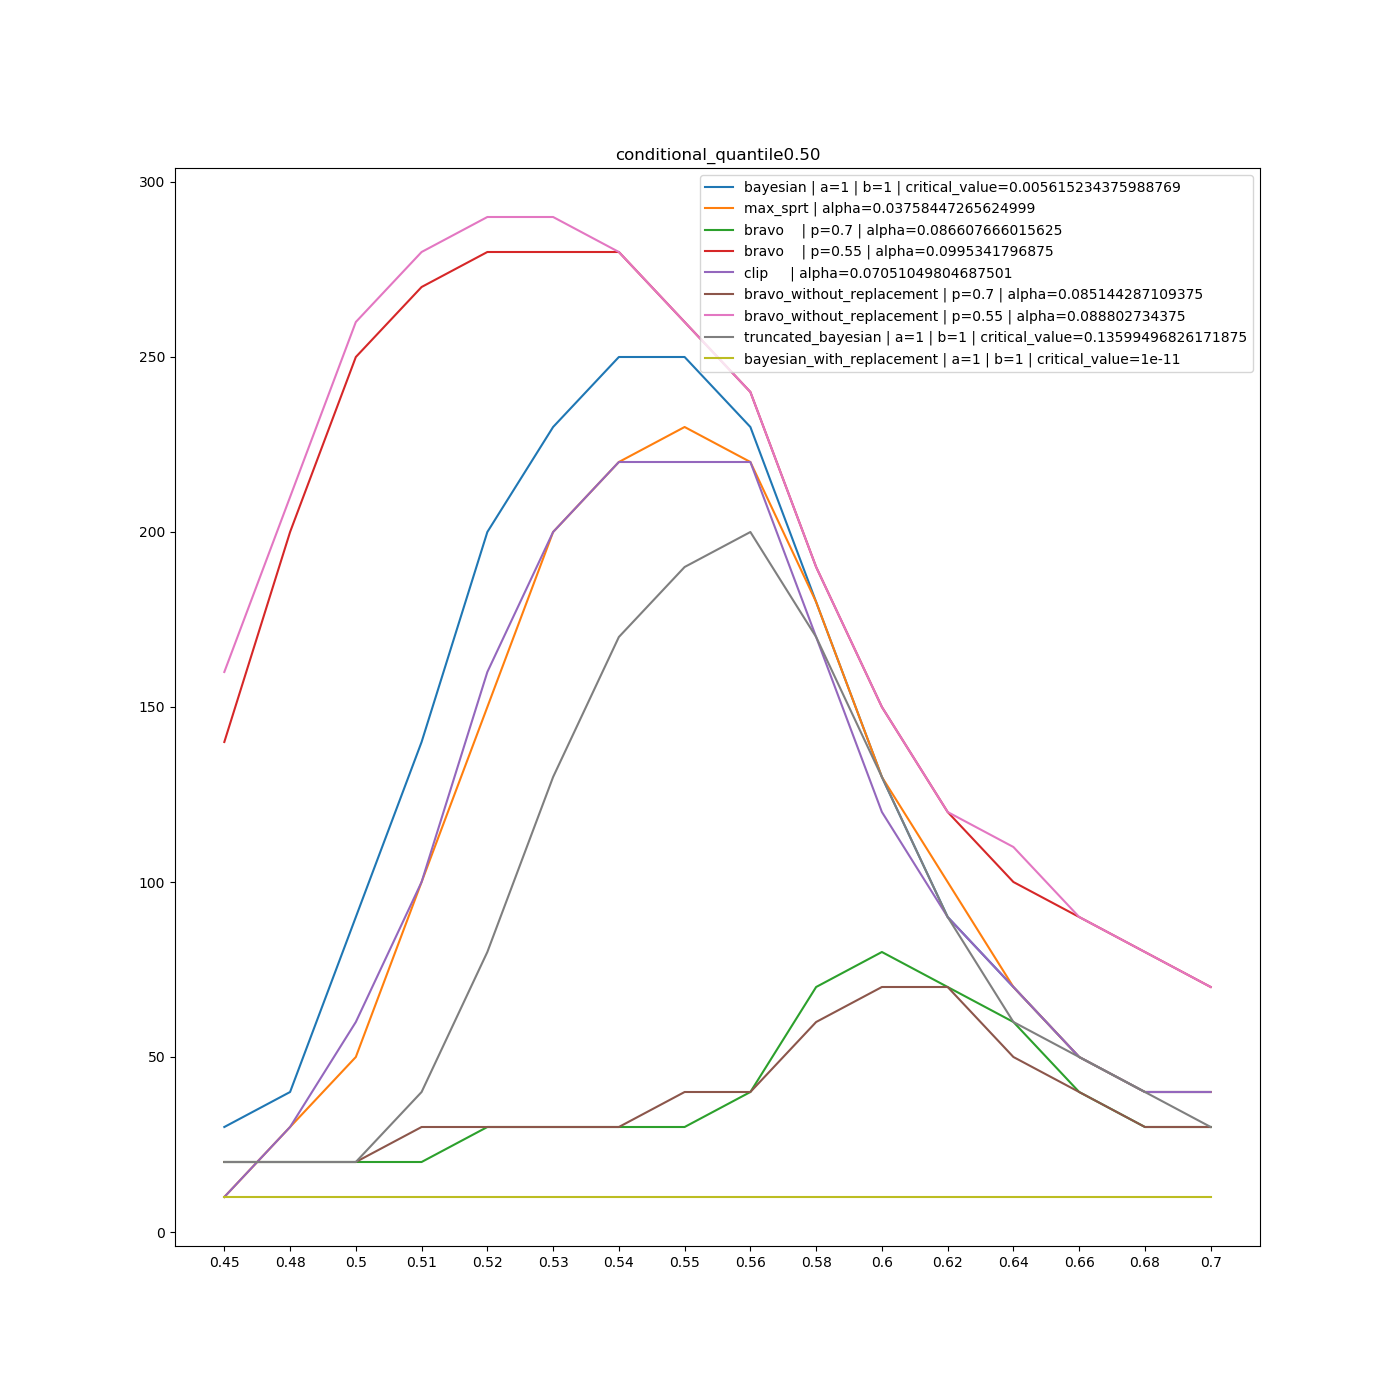 conditional_quantile0.50
300
250
200
150
100
50
0
bayesian | a=1 | b=1 | critical_value=0.005615234375988769
max_sprt | alpha=0.03758447265624999
bravo    | p=0.7 | alpha=0.086607666015625
bravo    | p=0.55 | alpha=0.0995341796875
clip     | alpha=0.07051049804687501
bravo_without_replacement | p=0.7 | alpha=0.085144287109375
bravo_without_replacement | p=0.55 | alpha=0.088802734375
truncated_bayesian | a=1 | b=1 | critical_value=0.13599496826171875
bayesian_with_replacement | a=1 | b=1 | critical_value=1e-11
0.45 0.48 0.5 0.51 0.52 0.53 0.54 0.55 0.56 0.58 0.6 0.62 0.64 0.66 0.68 0.7